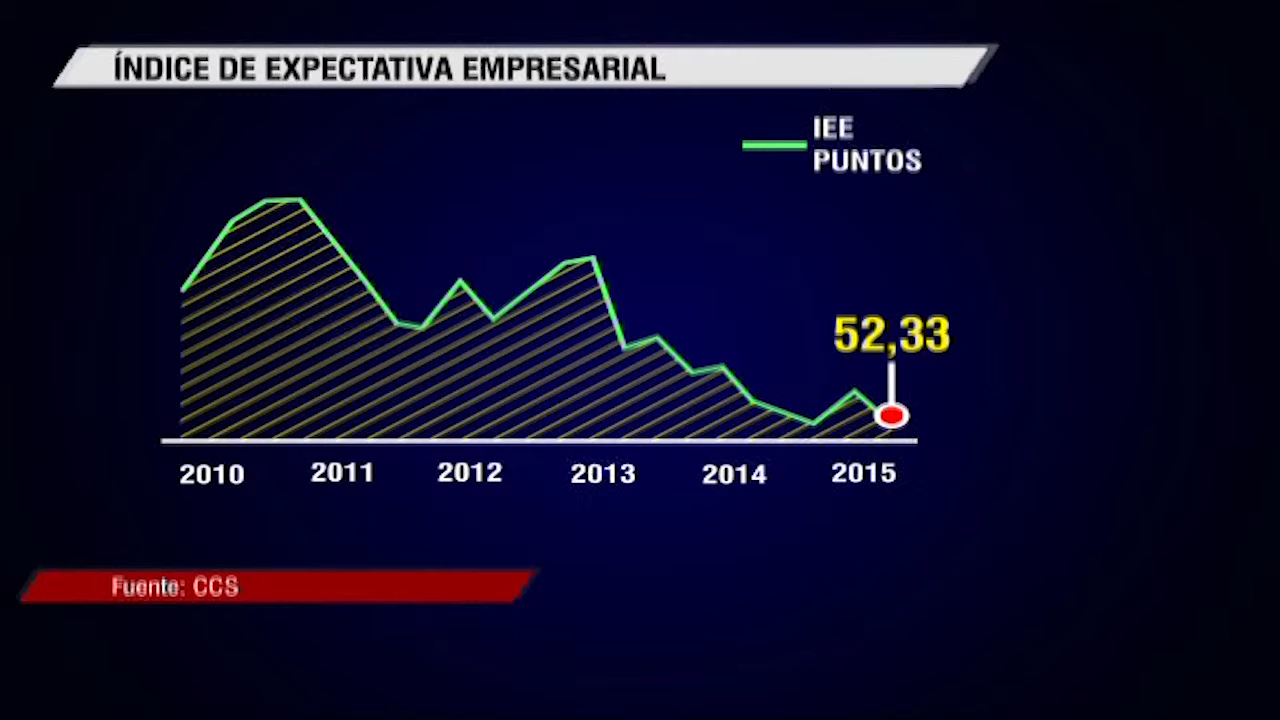 ÍNDICE DE EXPECTATIVA EMPRESARIAL
IEE
PUNTOS
52,33
2010 2011 2012 2013 2014 2015
Fuente: CCS